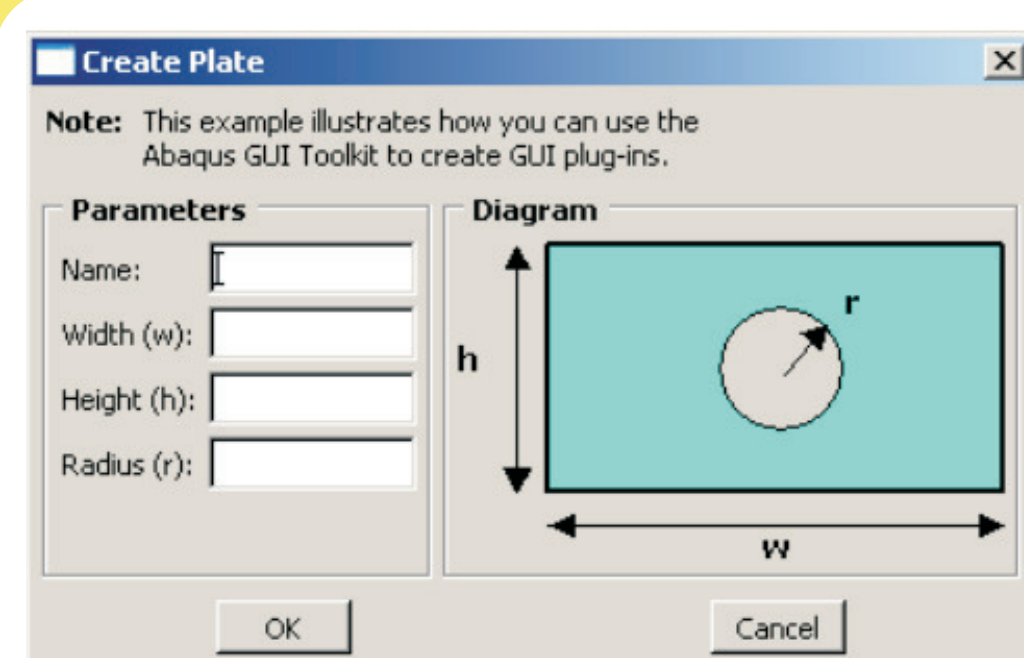 Create Plate
Note: This example illustrates how you can use the
Abaqus GUI Toolkit to create GUI plug-ins.
Parameters
Name:
Width (w):
Height (h):
Radius (r):
Diagram
h
r
w
OK
Cancel